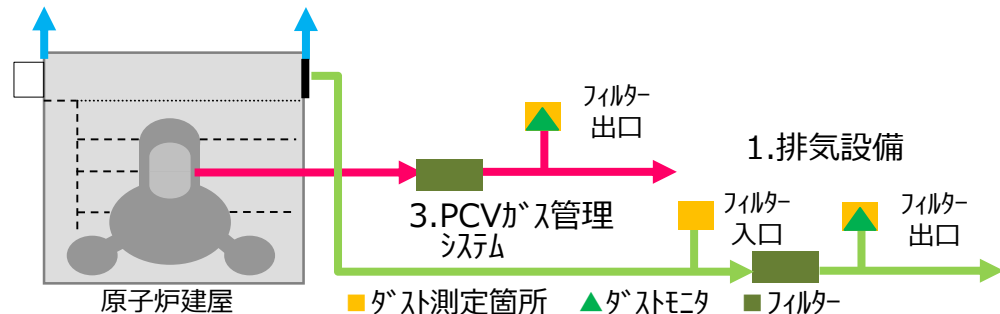 フィルター
出口
1.排気設備
3.PCVガス管理
システム
フィルター
入口
フィルター
出口
原子炉建屋
■ダスト測定箇所 ▲ダストモニタ ■フィルター